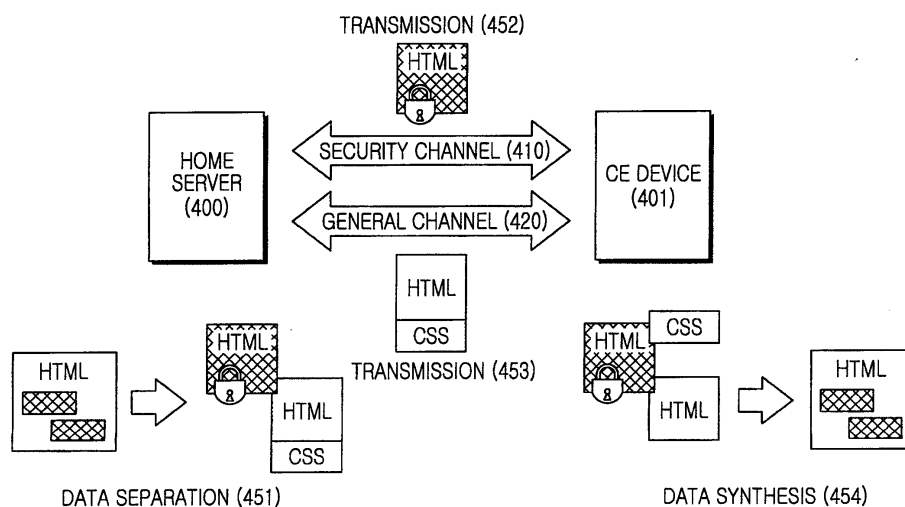 TRANSMISSION (452)
HTML
HOME
SERVER
(400)
SECURITY CHANNEL (410)
GENERAL CHANNEL (420)
CE DEVICE
(401)
HTML
CSS
TRANSMISSION (453)
HTML
HTML
HTML
CSS
DATA SEPARATION (451)
HTML
CSS
HTML
HTML
DATA SYNTHESIS (454)